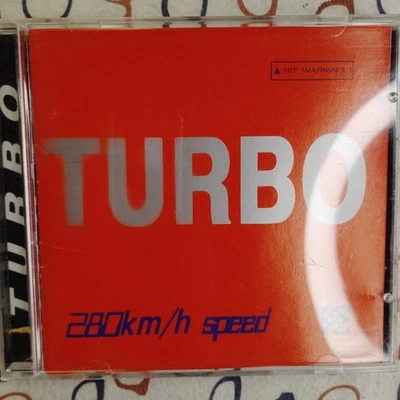 TURBO
▲ HIT WARNING!
TURBO
280km/h speed